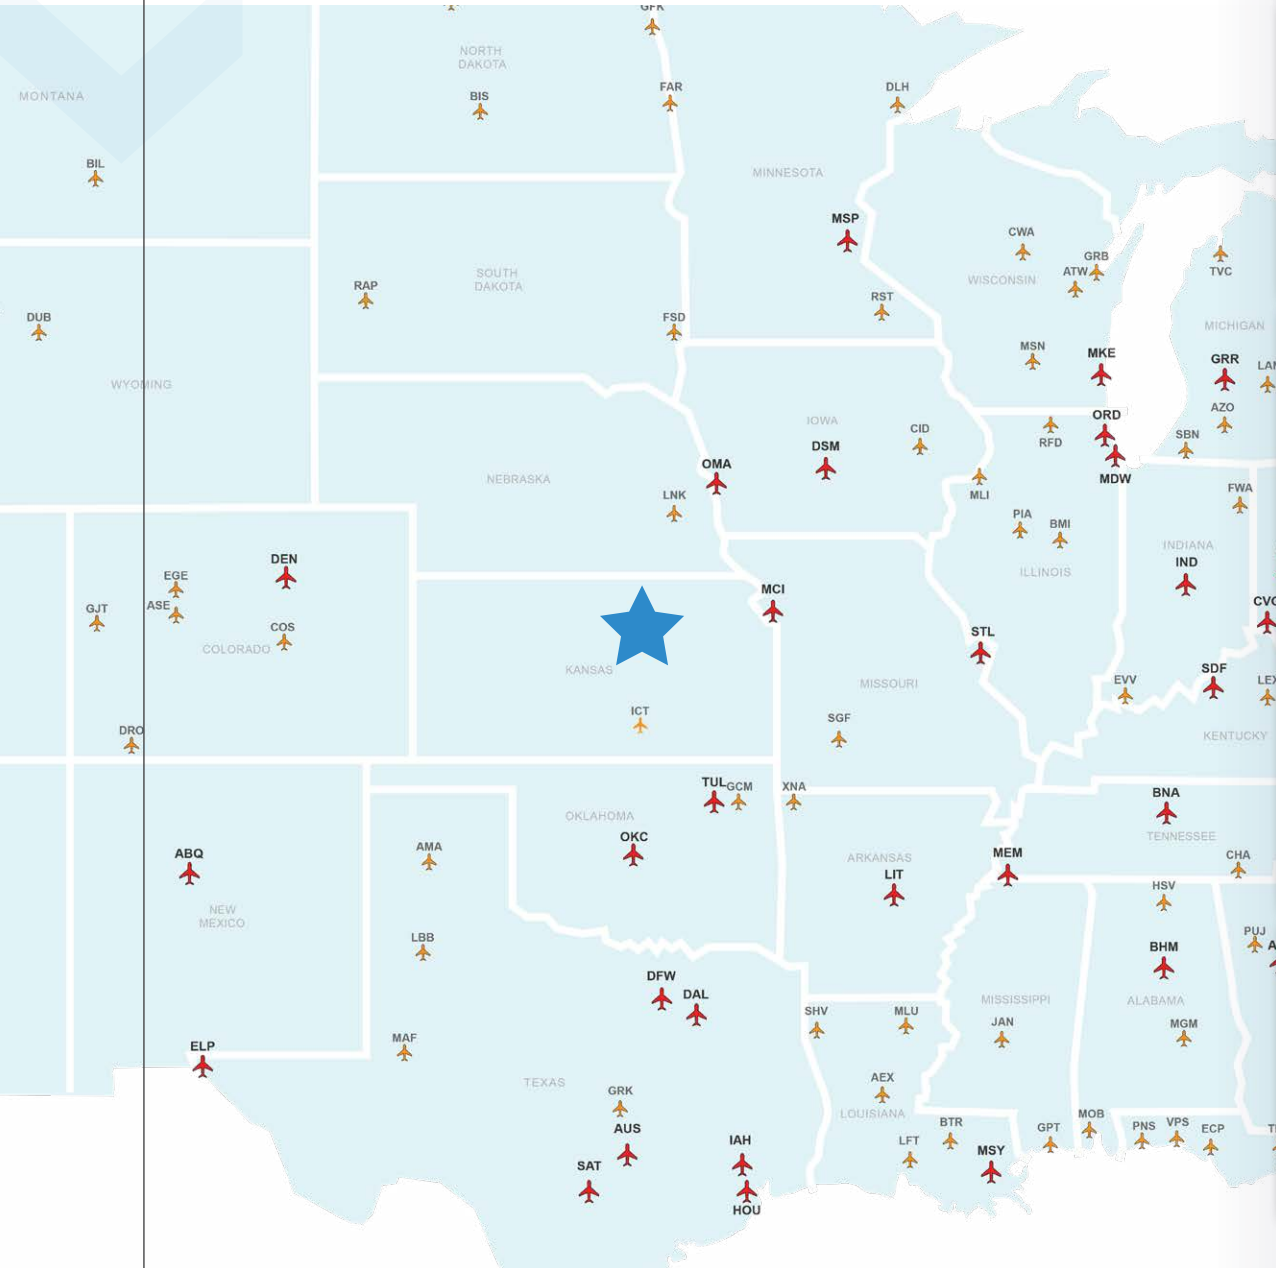 GFK
NORTH
DAKOTA
MONTANA
BIS
FAR
DLH
BIL
MINNESOTA
MSP
CWA
GRB
ATW
TVC
WISCONSIN
SOUTH
DAKOTA
RAP
RST
DUB
FSD
MICHIGAN
MSN
MKE
GRR
LAN
WYOMING
AZO
ORD
IOWA
CID
RFD
SBN
DSM
OMA
NEBRASKA
MDW
LNK
MLI
FWA
PIA
BMI
INDIANA
DEN
IND
EGE
ILLINOIS
MCI
ASE
GJT
CVG
COS
STL
COLORADO
KANSAS
SDF
MISSOURI
EVV
LEX
ICT
SGF
DRO
KENTUCKY
TUL
GCM
XNA
BNA
OKLAHOMA
OKC
TENNESSEE
AMA
ABQ
MEM
CHA
ARKANSAS
LIT
HSV
NEW
MEXICO
LBB
PUJ
A
BHM
DFW
DAL
MISSISSIPPI
ALABAMA
SHV
MLU
JAN
MGM
MAF
ELP
AEX
TEXAS
GRK
LOUISIANA
MOB
AUS
BTR
GPT
PNS
VPS
ECP
LFT
IAH
MSY
SAT
HOU